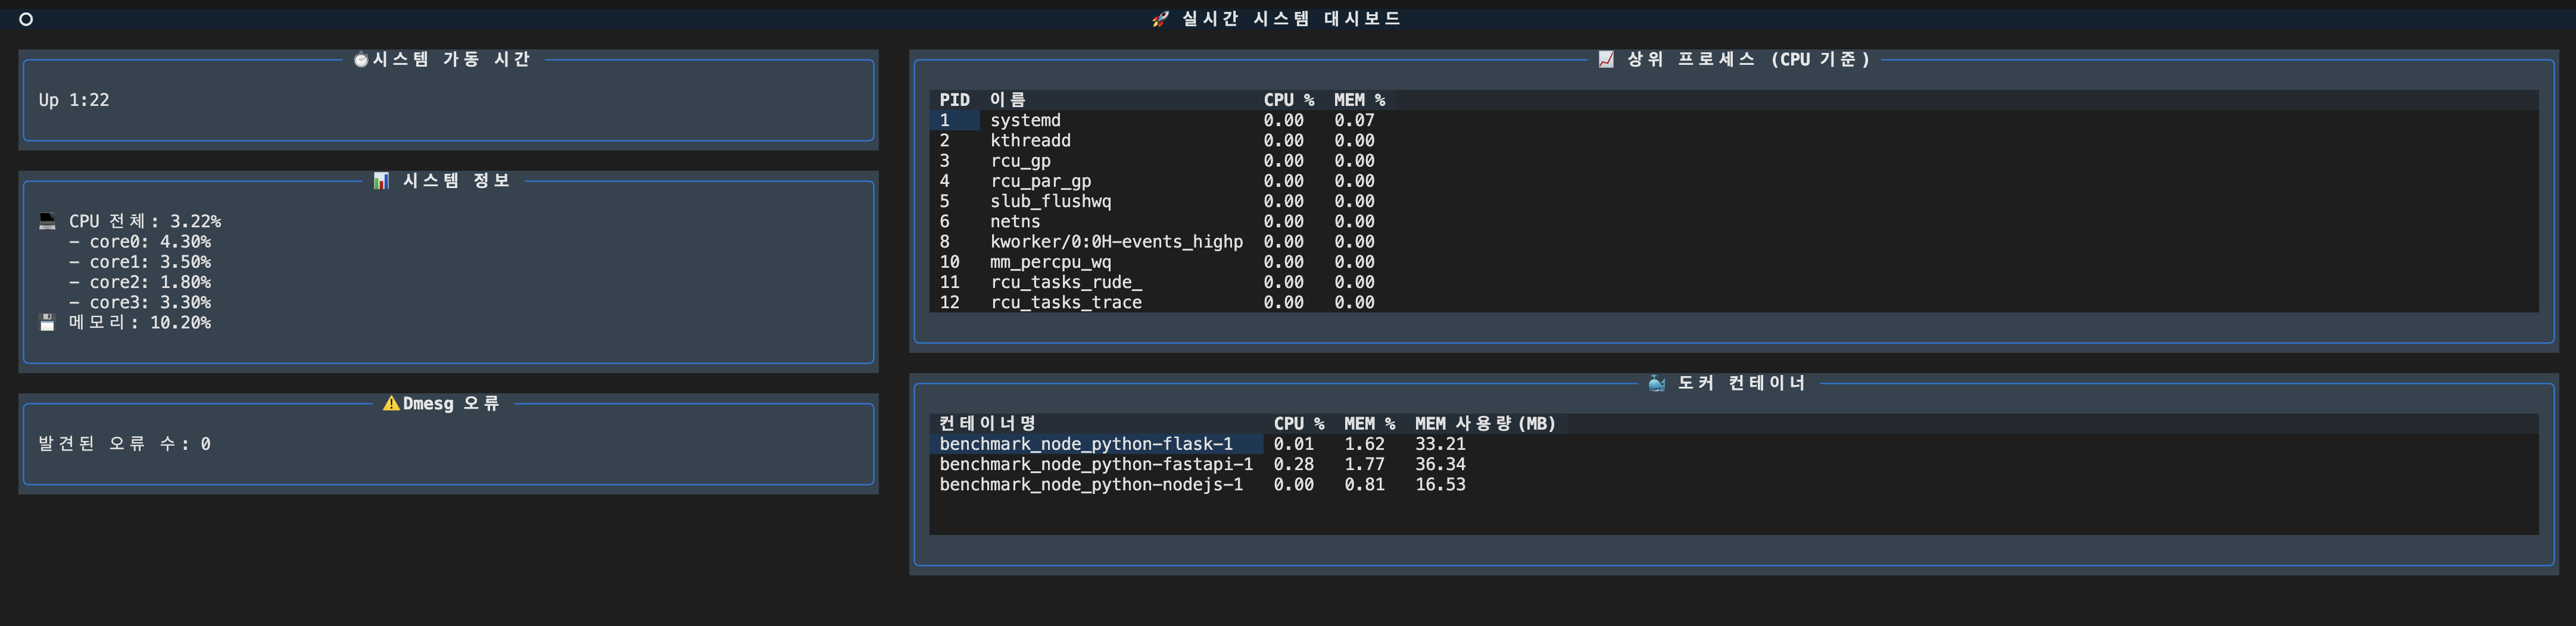 🚀 실시간 시스템 대시보드
⏱시스템 가동 시간
Up 1:22
📊 시스템 정보
💻 CPU 전체: 3.22%
- core0: 4.30%
- core1: 3.50%
- core2: 1.80%
- core3: 3.30%
💾 메모리: 10.20%
⚠️Dmesg 오류
발견된 오류 수: 0
📈 상위 프로세스 (CPU 기준)
PID 이름 CPU % MEM %
1 systemd 0.00 0.07
2 kthreadd 0.00 0.00
3 rcu_gp 0.00 0.00
4 rcu_par_gp 0.00 0.00
5 slub_flushwq 0.00 0.00
6 netns 0.00 0.00
8 kworker/0:0H-events_highp 0.00 0.00
10 mm_percpu_wq 0.00 0.00
11 rcu_tasks_rude_ 0.00 0.00
12 rcu_tasks_trace 0.00 0.00
🐳 도커 컨테이너
컨테이너명 CPU % MEM % MEM 사용량(MB)
benchmark_node_python-flask-1 0.01 1.62 33.21
benchmark_node_python-fastapi-1 0.28 1.77 36.34
benchmark_node_python-nodejs-1 0.00 0.81 16.53